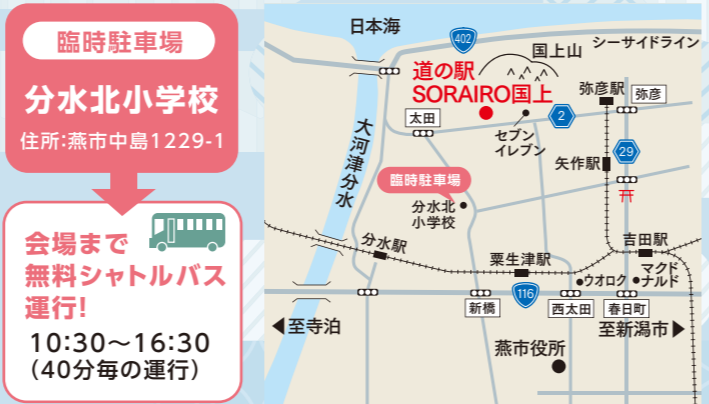 臨時駐車場
分水北小学校
住所:燕市中島1229-1
会場まで
無料シャトルバス
運行!
10:30～16:30
(40分毎の運行)
日本海
402
国上山
シーサイドライン
道の駅
SORAIRO国上
弥彦駅
弥彦
太田
セブン
イレブン
2
大河津分水
29
矢作駅
臨時駐車場
分水北
小学校
分水駅
粟生津駅
吉田駅
ウオロク
マクド
ナルド
116
新橋
西太田
春日町
◀至寺泊
至新潟市▶
燕市役所